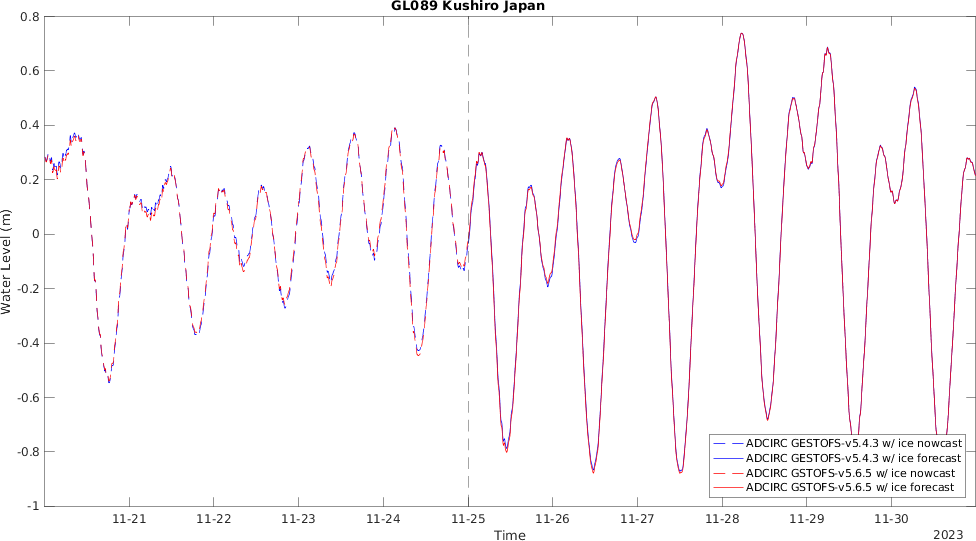 GL089 Kushiro Japan
0.8
0.6
0.4
0.2
0
-0.2
-0.4
-0.6
-0.8
-1
Water Level (m)
ADCIRC GESTOFS-v5.4.3 w/ ice nowcast
ADCIRC GESTOFS-v5.4.3 w/ ice forecast
ADCIRC GSTOFS-v5.6.5 w/ ice nowcast
ADCIRC GSTOFS-v5.6.5 w/ ice forecast
11-21 11-22 11-23 11-24 11-25 11-26 11-27 11-28 11-29 11-30
Time
2023